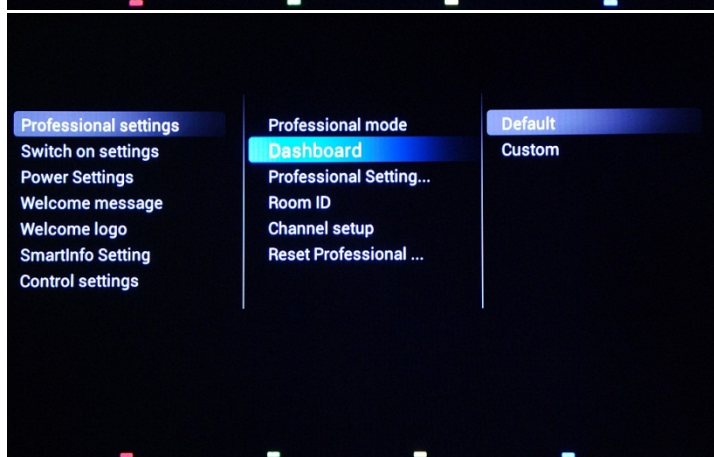 Professional settings
Switch on settings
Power Settings
Welcome message
Welcome logo
SmartInfo Setting
Control settings
Professional mode
Dashboard
Professional Setting...
Room ID
Channel setup
Reset Professional ...
Default
Custom